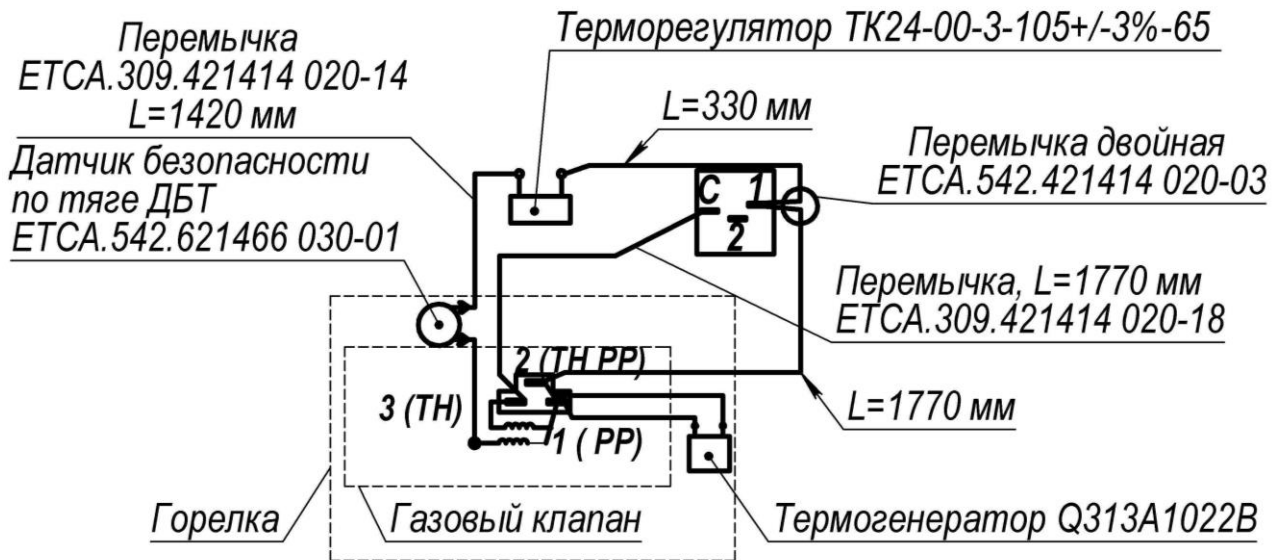 Перемычка
ЕТСА.309.421414 020-14
L=1420 мм
Датчик безопасности
по тяге ДБТ
ЕТСА.542.621466 030-01
Терморегулятор ТК24-00-3-105+/-3%-65
L=330 мм
Перемычка двойная
ЕТСА.542.421414 020-03
С 1
2
Перемычка, L=1770 мм
ЕТСА.309.421414 020-18
2 (ТН РР)
3 (ТН)
1 ( РР)
L=1770 мм
Горелка
Газовый клапан
Термогенератор Q313A1022B